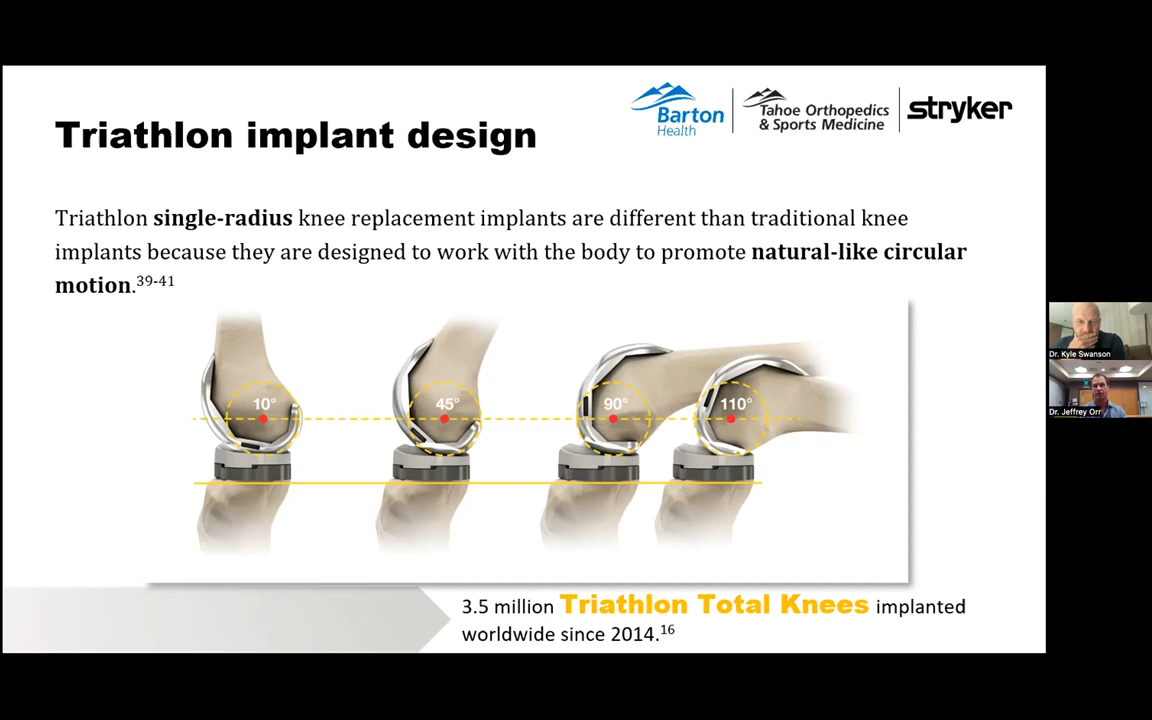 Barton
Health
Tahoe Orthopedics
& Sports Medicine
stryker
Triathlon implant design
Triathlon single-radius knee replacement implants are different than traditional knee
implants because they are designed to work with the body to promote natural-like circular
motion.39-41
10°
45°
90°
110°
3.5 million Triathlon Total Knees implanted
worldwide since 2014.16
Dr. Kyle Swanson
Dr. Jeffrey Orr